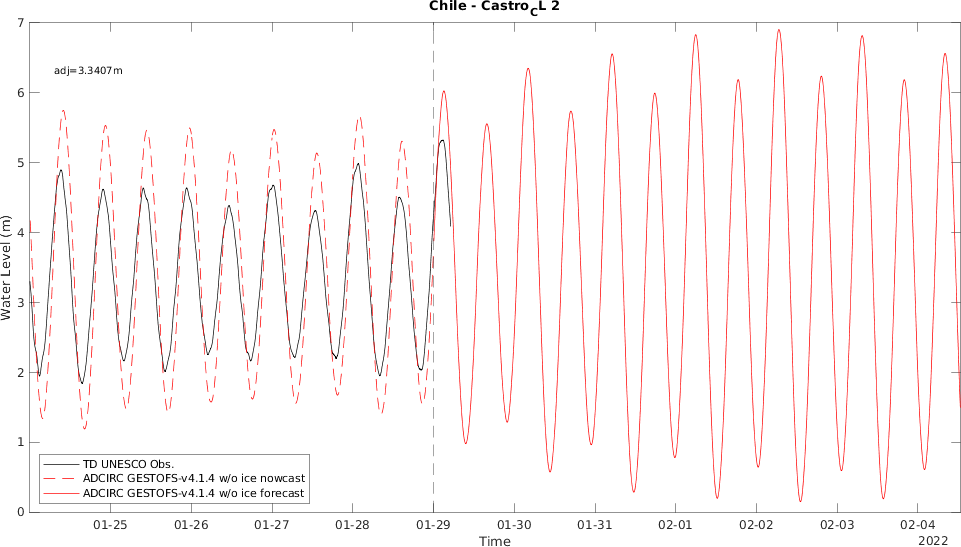 Chile - Castro_CL 2
7
adj=3.3407m
6
5
4
3
2
1
0
Water Level (m)
TD UNESCO Obs.
ADCIRC GESTOFS-v4.1.4 w/o ice nowcast
ADCIRC GESTOFS-v4.1.4 w/o ice forecast
01-25 01-26 01-27 01-28 01-29 01-30 01-31 02-01 02-02 02-03 02-04
Time
2022